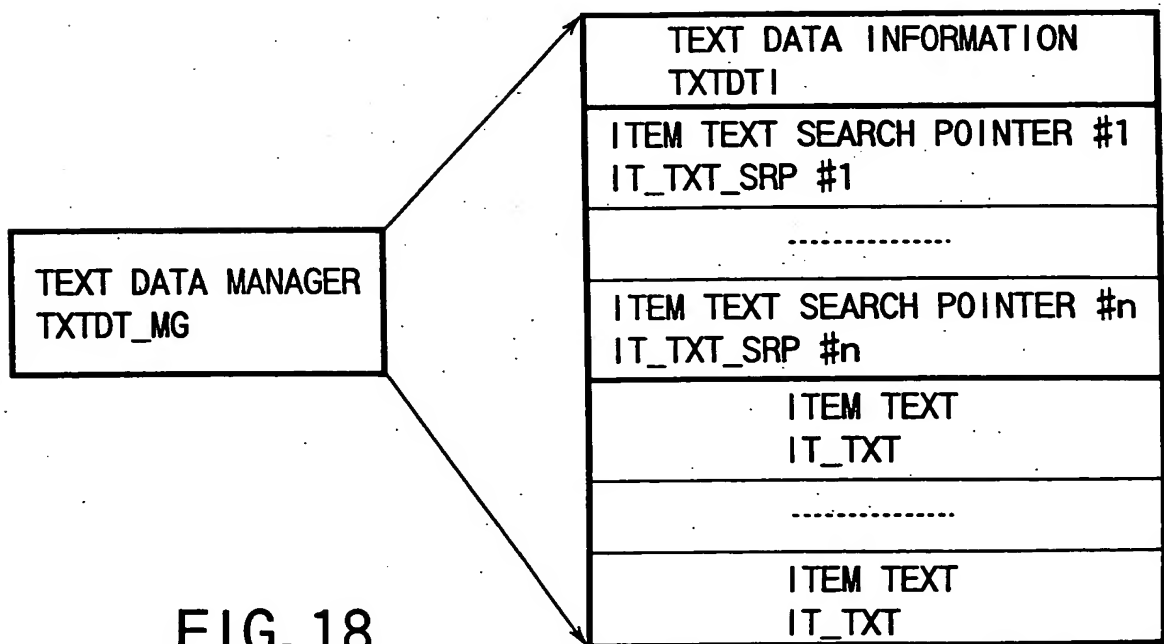 TEXT DATA MANAGER
TXTDT_MG
TEXT DATA INFORMATION
TXTDTI
ITEM TEXT SEARCH POINTER #1
IT_TXT_SRP #1
---------------
ITEM TEXT SEARCH POINTER #n
IT_TXT_SRP #n
ITEM TEXT
IT_TXT
---------------
ITEM TEXT
IT_TXT
FIG. 18